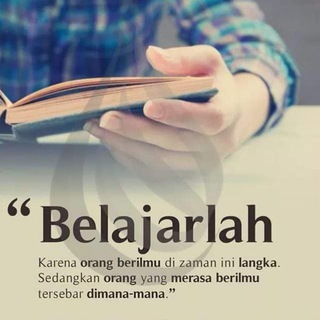 “Belajarlah
Karena orang berilmu di zaman ini langka.
Sedangkan orang yang merasa berilmu
tersebar dimana-mana.”